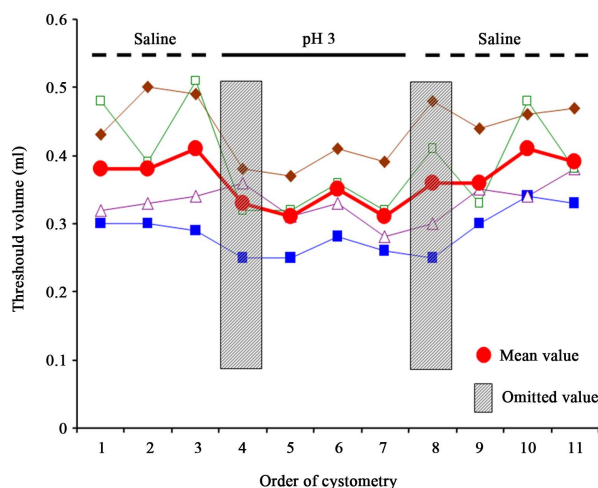 Saline pH 3 Saline
0.6
0.5
0.4
0.3
0.2
0.1
0
Threshould volume (ml)
Mean value
Omitted value
1 2 3 4 5 6 7 8 9 10 11
Order of cystometry